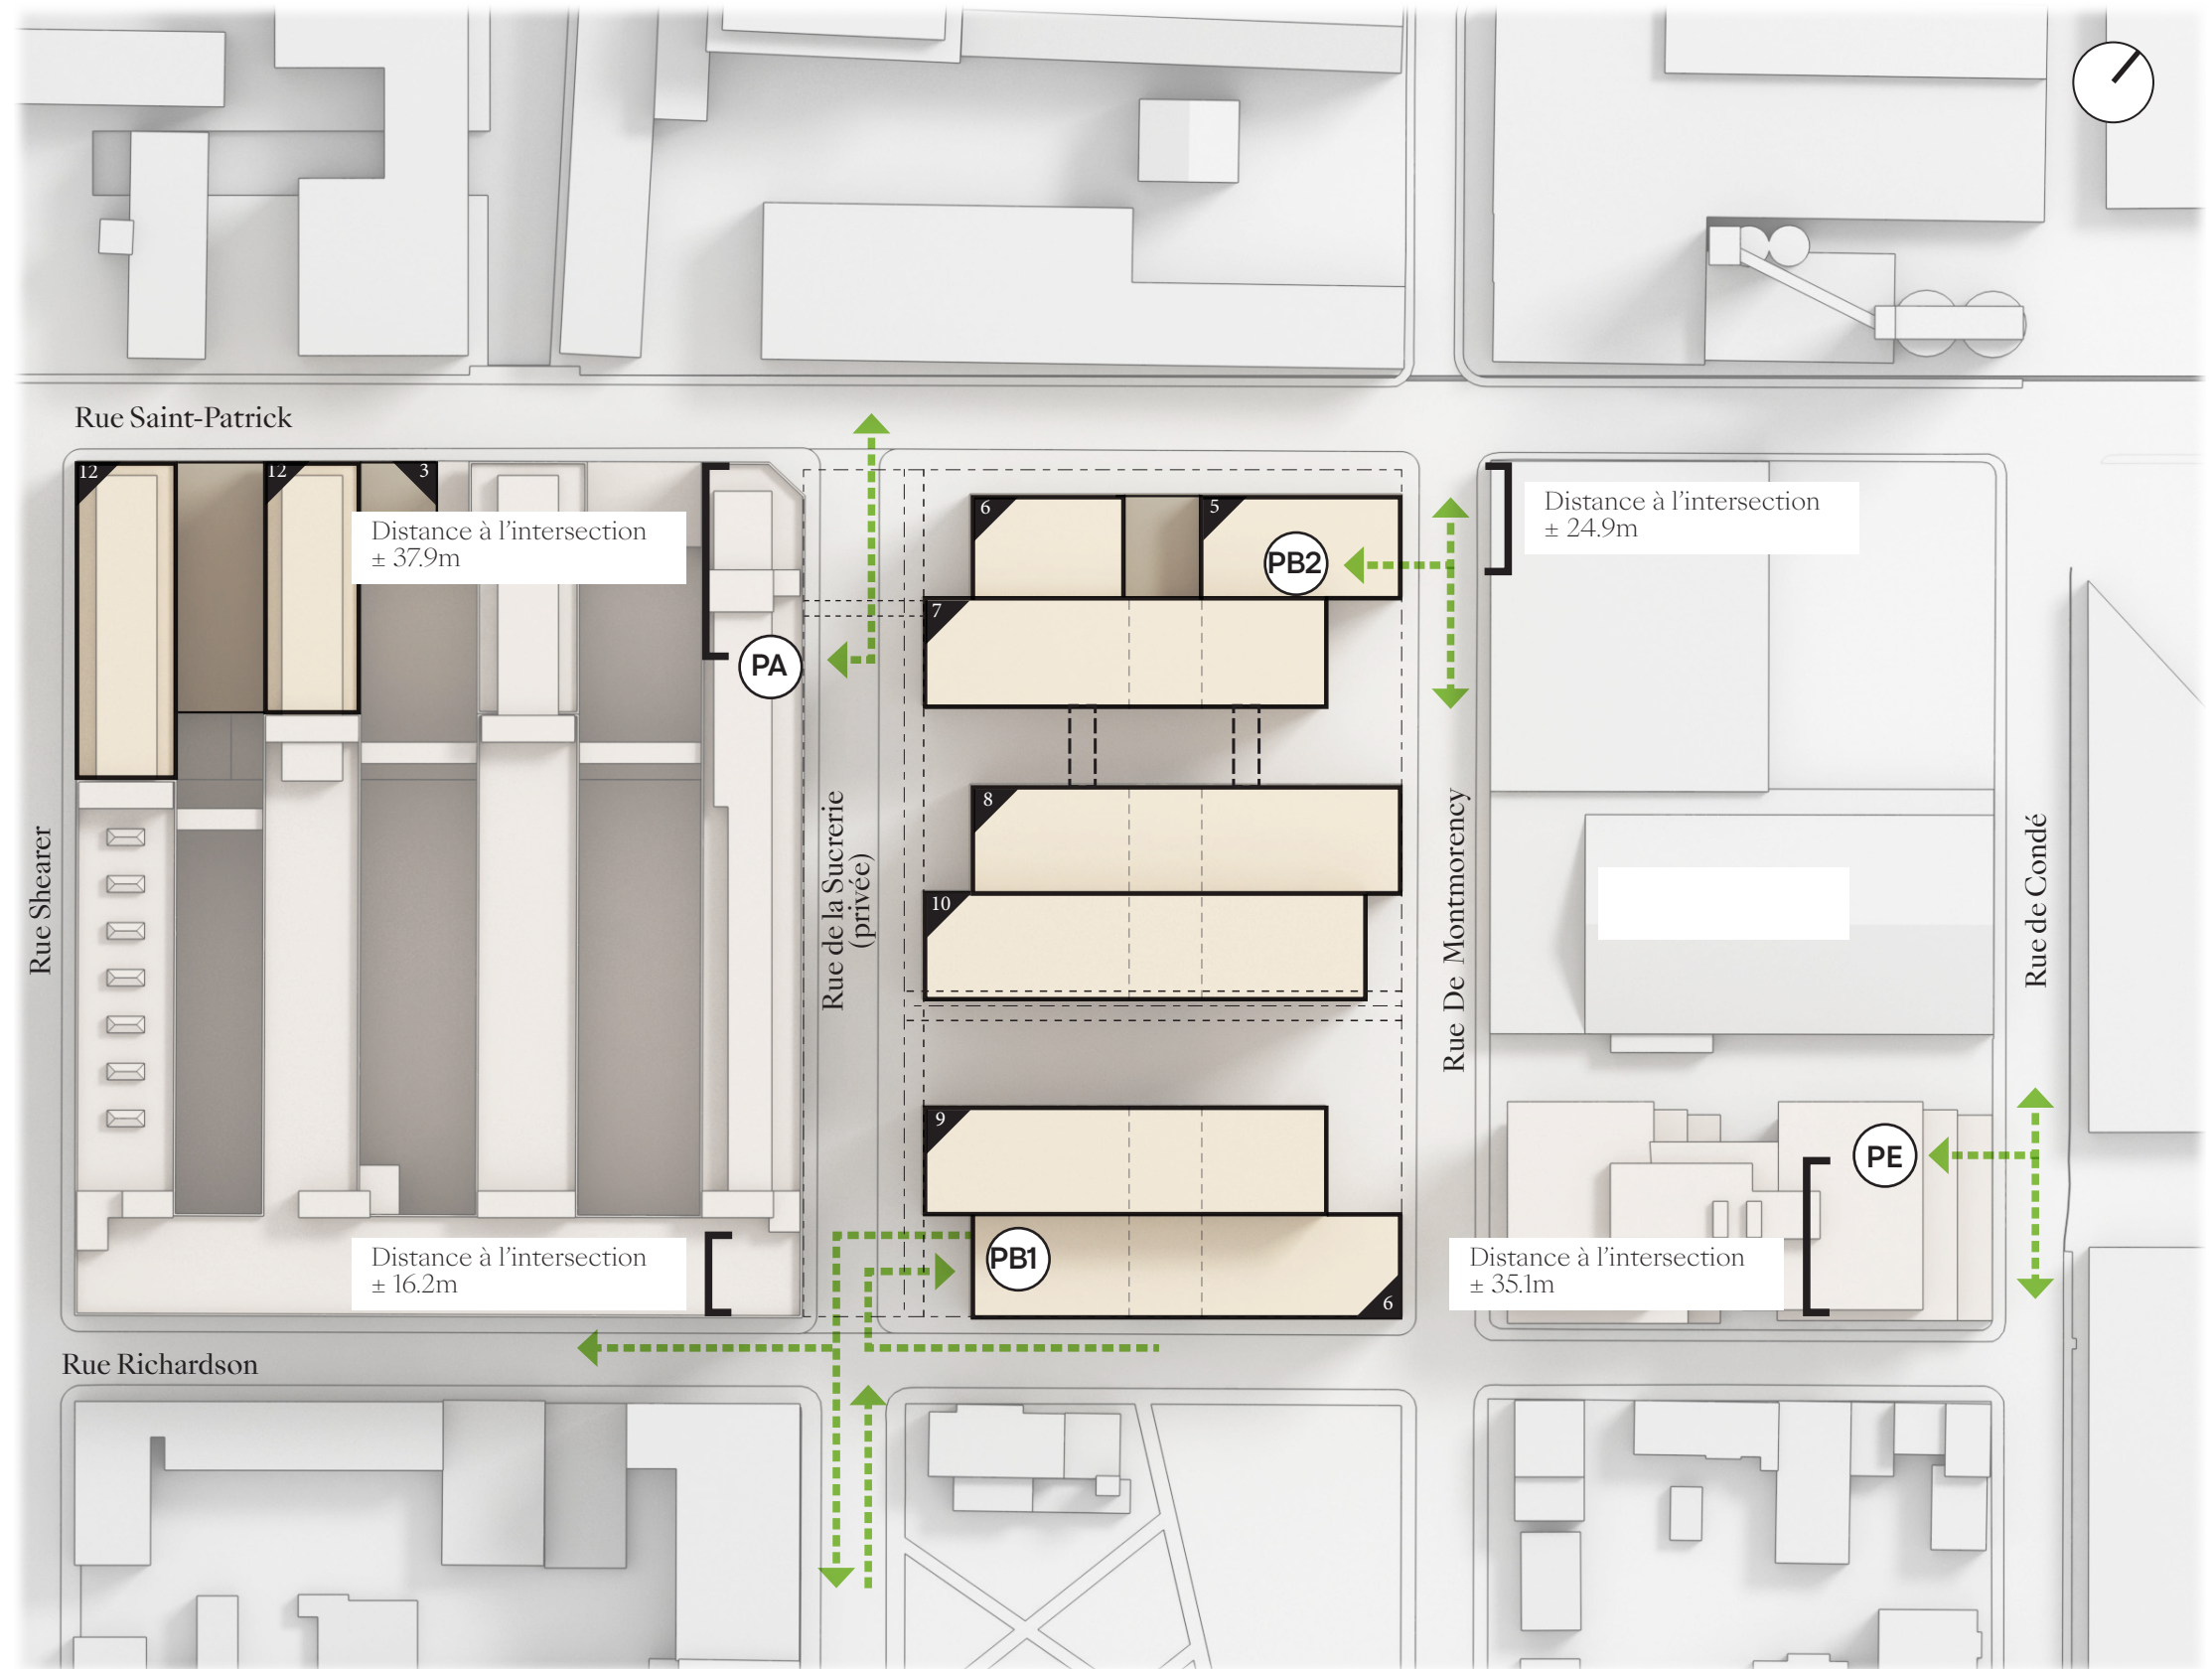 Rue Saint-Patrick
12
12
3
Distance à l'intersection
± 37.9m
6
5
PB2
Distance à l'intersection
± 24.9m
7
PA
8
10
Rue Shearer
Rue de la Sucrerie
(privée)
Rue De Montmorency
Rue de Condé
9
PE
PB1
Distance à l'intersection
± 16.2m
6
Distance à l'intersection
± 35.1m
Rue Richardson